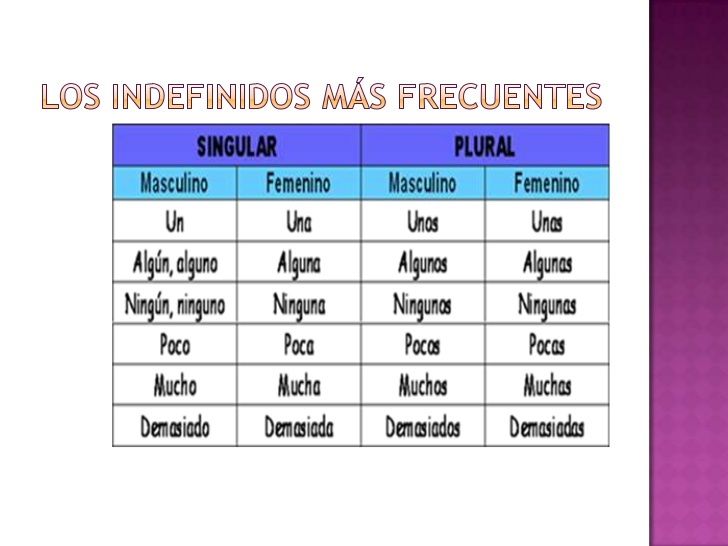 LOS INDEFINIDOS MÁS FRECUENTES
SINGULAR PLURAL
Masculino Femenino Masculino Femenino
Un Una Unos Unas
Algún, alguno Alguna Algunos Algunas
Ningún, ninguno Ninguna Ningunos Ningunas
Poco Poca Pocos Pocas
Mucho Mucha Muchos Muchas
Demasiado Demasiada Demasiados Demasiadas